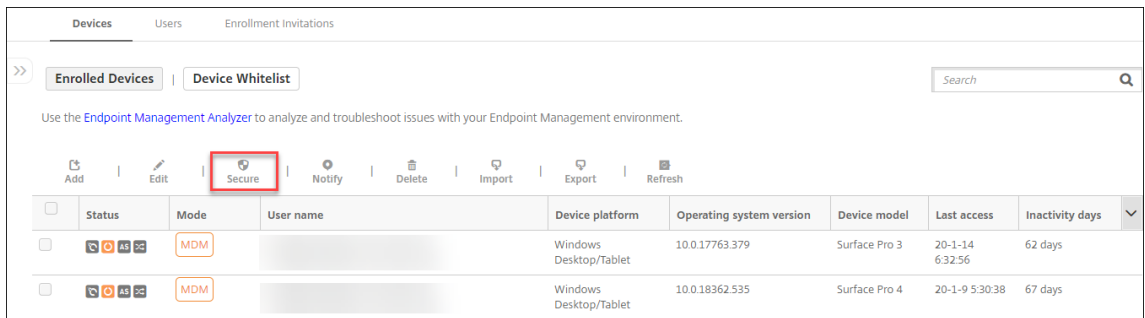 Devices Users Enrollment Invitations
>>
Enrolled Devices | Device Whitelist Search
Use the Endpoint Management Analyzer to analyze and troubleshoot issues with your Endpoint Management environment.
Add | Edit | Secure | Notify | Delete | Import | Export | Refresh
Status Mode User name Device platform Operating system version Device model Last access Inactivity days
AS MDM Windows Desktop/Tablet 10.0.17763.379 Surface Pro 3 20-1-14 6:32:56 62 days
AS MDM Windows Desktop/Tablet 10.0.18362.535 Surface Pro 4 20-1-9 5:30:38 67 days